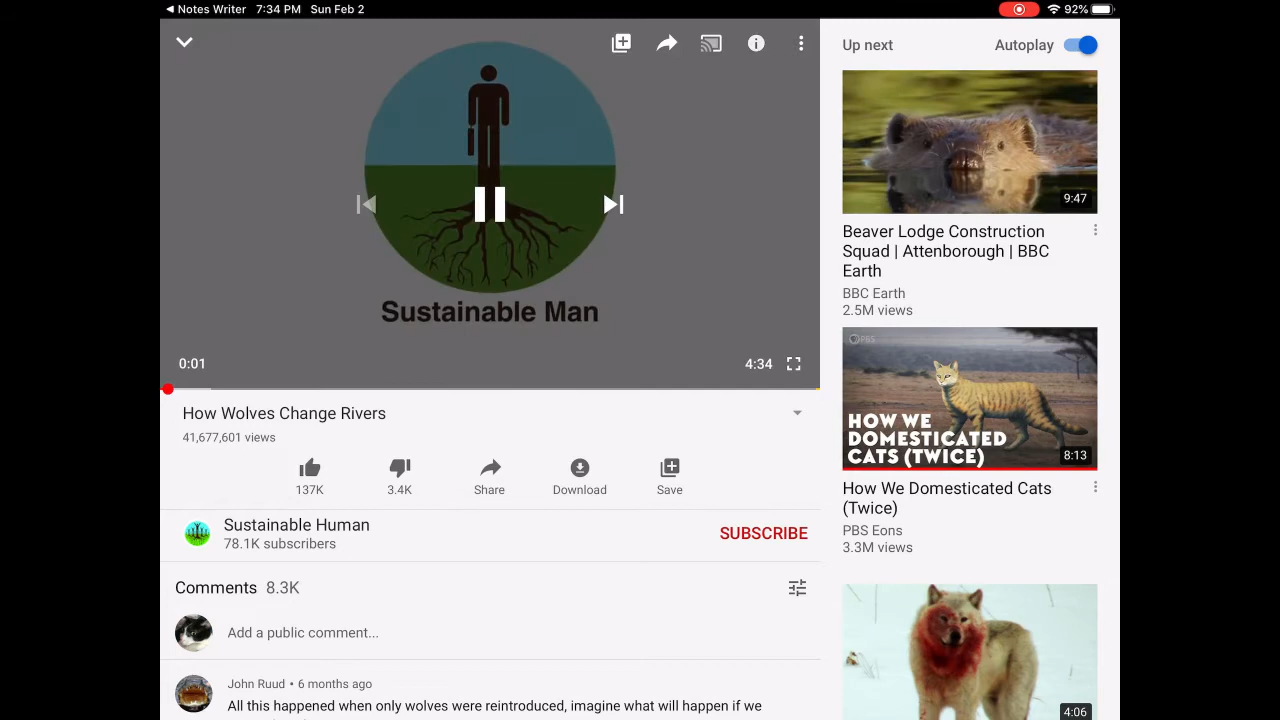 Notes Writer 7:34 PM Sun Feb 2
92%
Sustainable Man
0:01
4:34
How Wolves Change Rivers
41,677,601 views
137K
3.4K
Share
Download
Save
Sustainable Human
78.1K subscribers
SUBSCRIBE
Comments 8.3K
Add a public comment...
John Ruud • 6 months ago
All this happened when only wolves were reintroduced, imagine what will happen if we
Up next
Autoplay
9:47
Beaver Lodge Construction
Squad | Attenborough | BBC
Earth
BBC Earth
2.5M views
PBS
HOW WE
DOMESTICATED
CATS (TWICE)
8:13
How We Domesticated Cats
(Twice)
PBS Eons
3.3M views
4:06